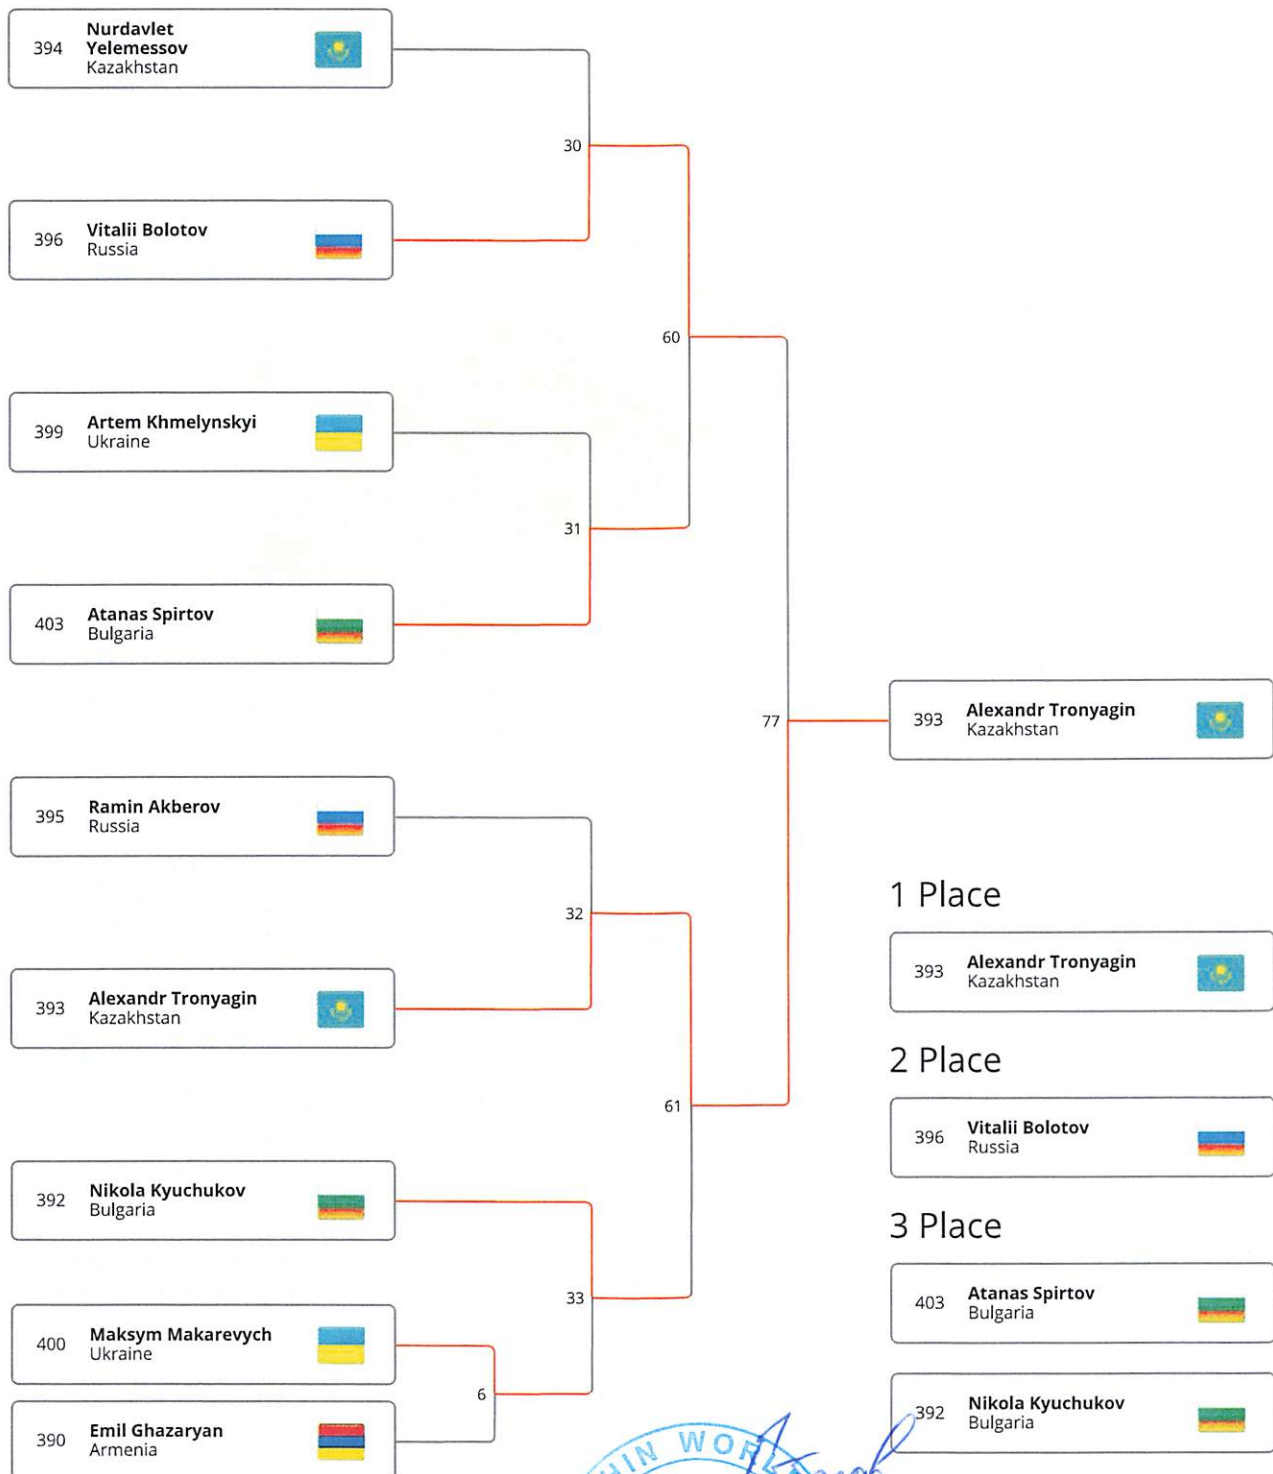 394 Nurdavlet
Yelemessov
Kazakhstan
30
396 Vitalii Bolotov
Russia
60
399 Artem Khmelynskyi
Ukraine
31
403 Atanas Spirtov
Bulgaria
77
393 Alexandr Tronyagin
Kazakhstan
395 Ramin Akberov
Russia
32
393 Alexandr Tronyagin
Kazakhstan
61
392 Nikola Kyuchukov
Bulgaria
33
400 Maksym Makarevych
Ukraine
6
390 Emil Ghazaryan
Armenia
1 Place
393 Alexandr Tronyagin
Kazakhstan
2 Place
396 Vitalii Bolotov
Russia
3 Place
403 Atanas Spirtov
Bulgaria
392 Nikola Kyuchukov
Bulgaria